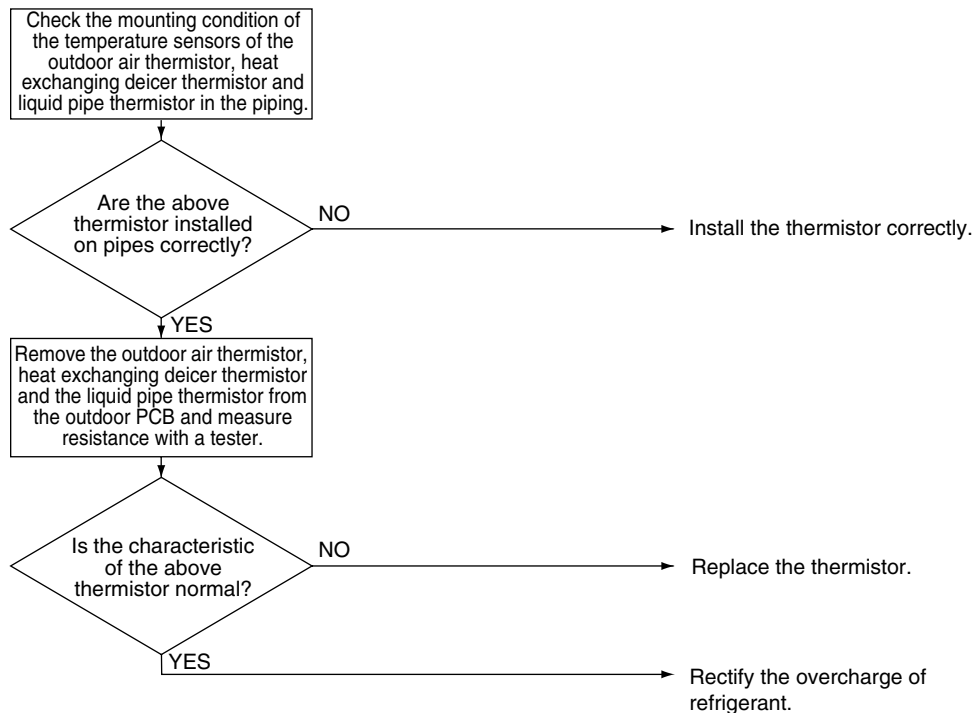 Check the mounting condition of
the temperature sensors of the
outdoor air thermistor, heat
exchanging deicer thermistor and
liquid pipe thermistor in the piping.
Are the above
thermistor installed
on pipes correctly?
NO
Install the thermistor correctly.
YES
Remove the outdoor air thermistor,
heat exchanging deicer thermistor
and the liquid pipe thermistor from
the outdoor PCB and measure
resistance with a tester.
Is the characteristic
of the above
thermistor normal?
NO
Replace the thermistor.
YES
Rectify the overcharge of
refrigerant.